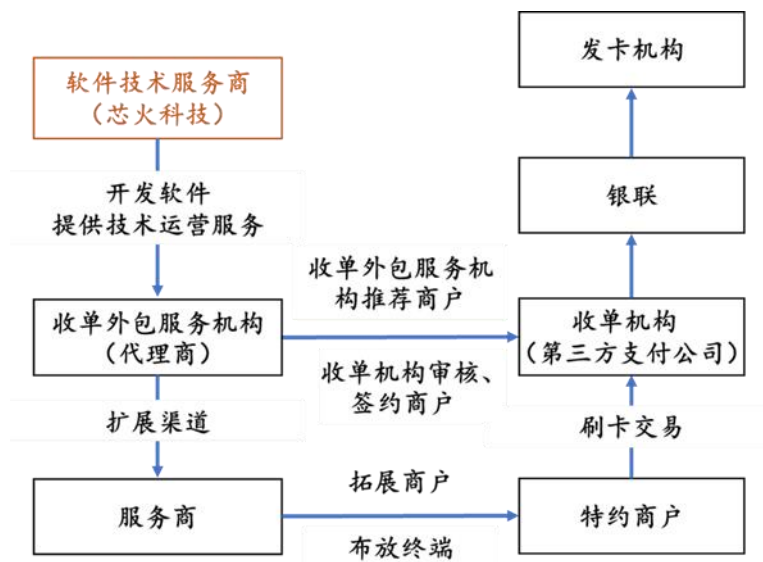 发卡机构
软件技术服务商
（芯火科技）
银联
开发软件
提供技术运营服务
收单外包服务机
构推荐商户
收单外包服务机构
（代理商）
收单机构
（第三方支付公司）
收单机构审核、
签约商户
扩展渠道
刷卡交易
服务商
拓展商户
布放终端
特约商户